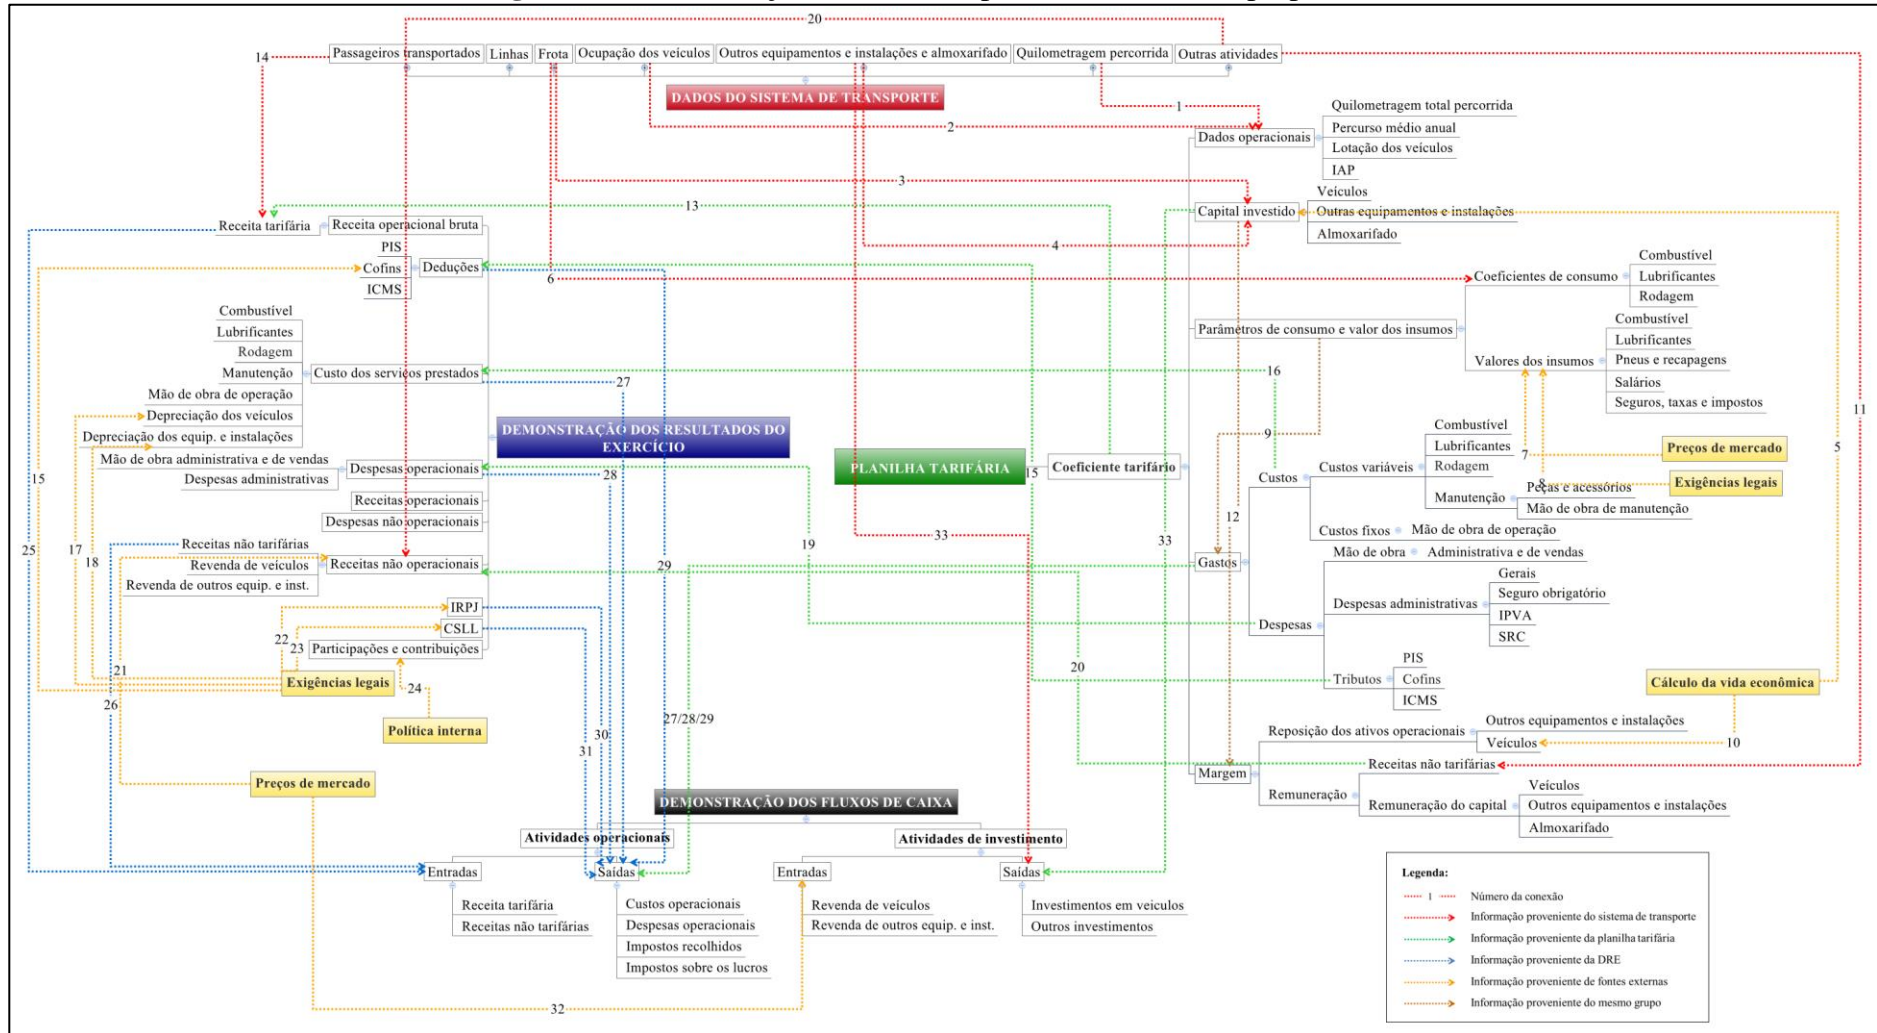 20
Passageiros transportados
Linhas
Frota
Ocupação dos veículos
Outros equipamentos e instalações e almoxarifado
Quilometragem percorrida
Outras atividades
14
DADOS DO SISTEMA DE TRANSPORTE
1
2
3
13
4
6
Dados operacionais
Quilometragem total percorrida
Percurso médio anual
Lotação dos veículos
IAP
Capital investido
Veículos
Outras equipamentos e instalações
Almoxarifado
Receita tarifária
Receita operacional bruta
PIS
Cofins
ICMS
Deduções
Coeficientes de consumo
Combustível
Lubrificantes
Rodagem
Parâmetros de consumo e valor dos insumos
Valores dos insumos
Combustível
Lubrificantes
Pneus e recapagens
Salários
Seguros, taxas e impostos
Combustível
Lubrificantes
Rodagem
Manutenção
Mão de obra de operação
Depreciação dos veículos
Depreciação dos equip. e instalações
Custo dos serviços prestados
27
16
12
11
5
9
DEMONSTRAÇÃO DOS RESULTADOS DO
EXERCÍCIO
PLANILHA TARIFÁRIA
Coeficiente tarifário
15
Mão de obra administrativa e de vendas
Despesas administrativas
Despesas operacionais
28
15
Receitas operacionais
Despesas não operacionais
Custos
Custos variáveis
Combustível
Lubrificantes
Rodagem
Manutenção
Peças e acessórios
Mão de obra de manutenção
7
8
Preços de mercado
Exigências legais
Custos fixos
Mão de obra de operação
25
17
18
Receitas não tarifárias
Revenda de veículos
Revenda de outros equip. e inst.
Receitas não operacionais
29
33
19
33
Gastos
Mão de obra
Administrativa e de vendas
Despesas
Despesas administrativas
Gerais
Seguro obrigatório
IPVA
SRC
IRPJ
CSLL
Participações e contribuições
22
23
21
24
26
Exigências legais
Política interna
Preços de mercado
20
Tributos
PIS
Cofins
ICMS
Cálculo da vida econômica
10
27/28/29
30
31
Margem
Reposição dos ativos operacionais
Outros equipamentos e instalações
Veículos
Remuneração
Receitas não tarifárias
Remuneração do capital
Veículos
Outros equipamentos e instalações
Almoxarifado
DEMONSTRAÇÃO DOS FLUXOS DE CAIXA
Atividades operacionais
Atividades de investimento
Entradas
Saídas
Entradas
Saídas
Receita tarifária
Receitas não tarifárias
Custos operacionais
Despesas operacionais
Impostos recolhidos
Impostos sobre os lucros
Revenda de veículos
Revenda de outros equip. e inst.
Investimentos em veiculos
Outros investimentos
32
Legenda:
1 Número da conexão
Informação proveniente do sistema de transporte
Informação proveniente da planilha tarifária
Informação proveniente da DRE
Informação proveniente de fontes externas
Informação proveniente do mesmo grupo